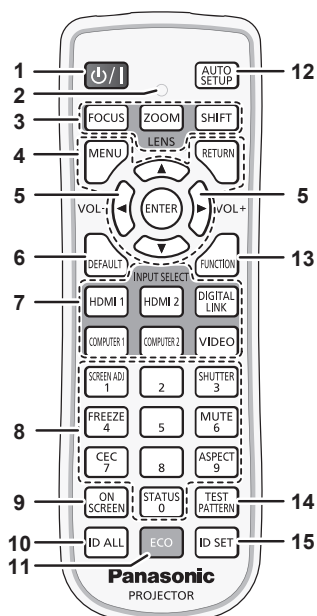 1
⏻/I
AUTO SETUP
12
2
3
FOCUS ZOOM SHIFT
LENS
4
MENU RETURN
5
▲
5
VOL- ◀ ENTER ▶ VOL+
▼
6
DEFAULT FUNCTION
13
INPUT SELECT
7
HDMI 1 HDMI 2 DIGITAL LINK
COMPUTER 1 COMPUTER 2 VIDEO
8
SCREEN ADJ 1 2 SHUTTER 3
FREEZE 4 5 MUTE 6
CEC 7 8 ASPECT 9
9
ON SCREEN STATUS 0 TEST PATTERN
14
10
ID ALL ECO ID SET
15
11
Panasonic
PROJECTOR